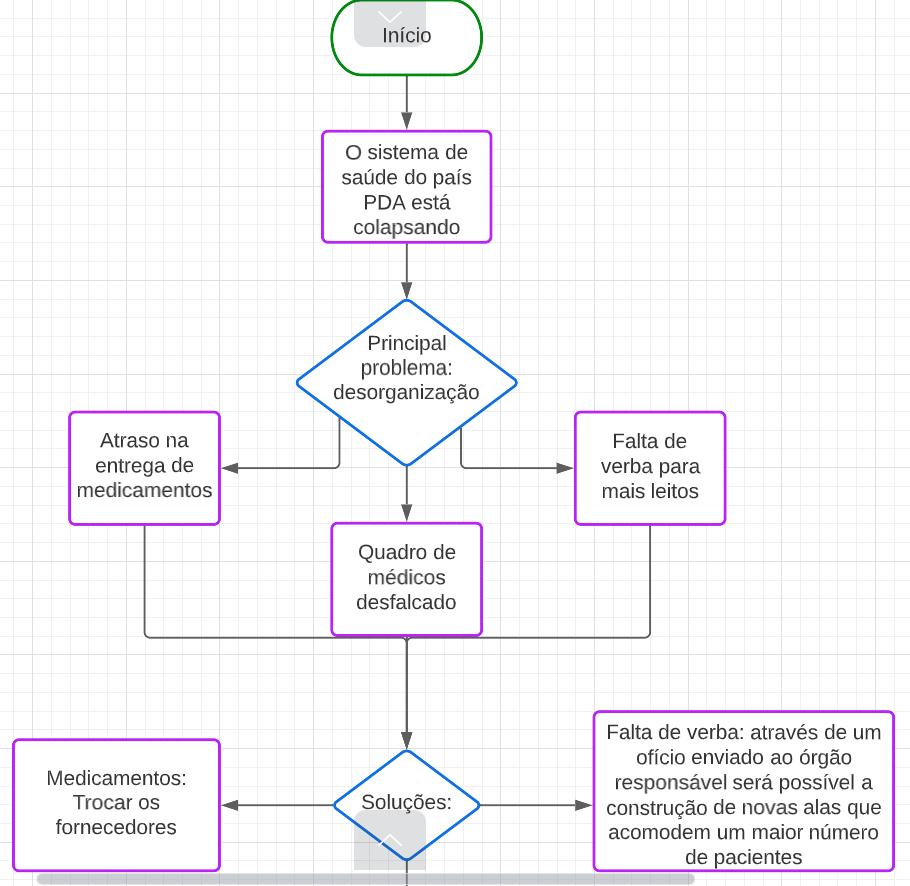 Início
O sistema de
saúde do país
PDA está
colapsando
Principal
problema:
desorganização
Atraso na
entrega de
medicamentos
Falta de
verba para
mais leitos
Quadro de
médicos
desfalcado
Soluções:
Medicamentos:
Trocar os
fornecedores
Falta de verba: através de um
ofício enviado ao órgão
responsável será possível a
construção de novas alas que
acomodem um maior número
de pacientes